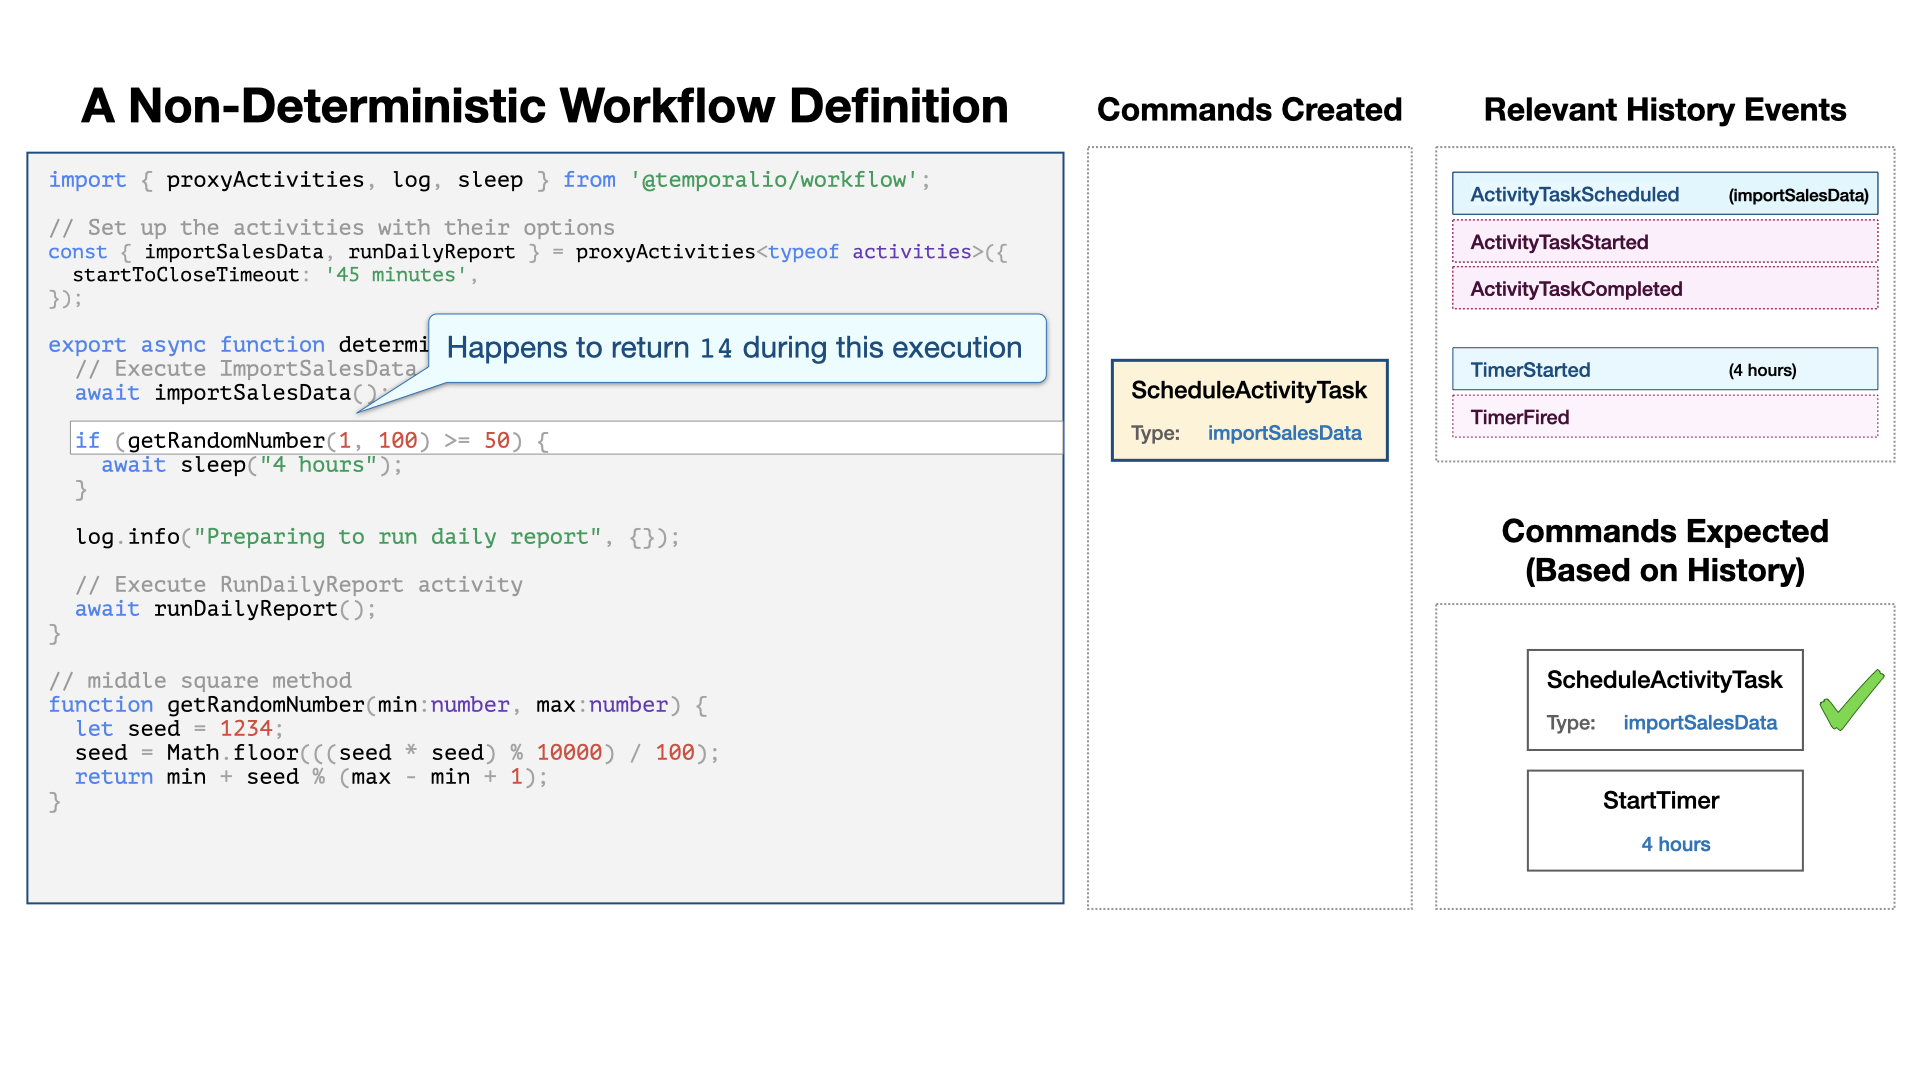 A Non-Deterministic Workflow Definition
import { proxyActivities, log, sleep } from '@temporalio/workflow';
// Set up the activities with their options
const { importSalesData, runDailyReport } = proxyActivities<typeof activities>({
startToCloseTimeout: '45 minutes',
});
export async function determi
// Execute ImportSalesData
await importSalesData();
Happens to return 14 during this execution
if (getRandomNumber(1, 100) >= 50) {
await sleep("4 hours");
}
log.info("Preparing to run daily report", {});
// Execute RunDailyReport activity
await runDailyReport();
}
// middle square method
function getRandomNumber(min:number, max:number) {
let seed = 1234;
seed = Math.floor(((seed * seed) % 10000) / 100);
return min + seed % (max - min + 1);
}
Commands Created
ScheduleActivityTask
Type: importSalesData
Relevant History Events
ActivityTaskScheduled (importSalesData)
ActivityTaskStarted
ActivityTaskCompleted
TimerStarted (4 hours)
TimerFired
Commands Expected
(Based on History)
ScheduleActivityTask
Type: importSalesData
StartTimer
4 hours